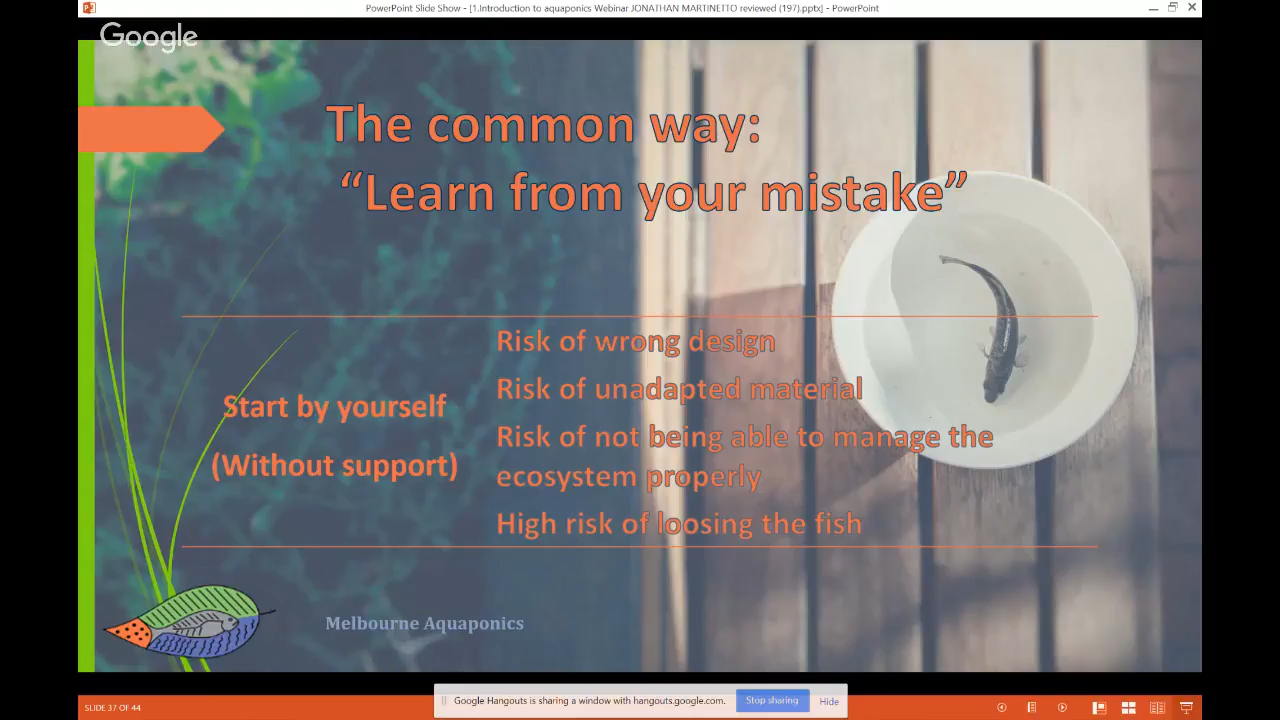 PowerPoint Slide Show - [1.Introduction to aquaponics Webinar JONATHAN MARTINETTO reviewed (197).pptx] - PowerPoint
Google
The common way:
“Learn from your mistake”
Start by yourself
(Without support)
Risk of wrong design
Risk of unadapted material
Risk of not being able to manage the
ecosystem properly
High risk of loosing the fish
Melbourne Aquaponics
Google Hangouts is sharing a window with hangouts.google.com.
Stop sharing
Hide
SLIDE 37 OF 44